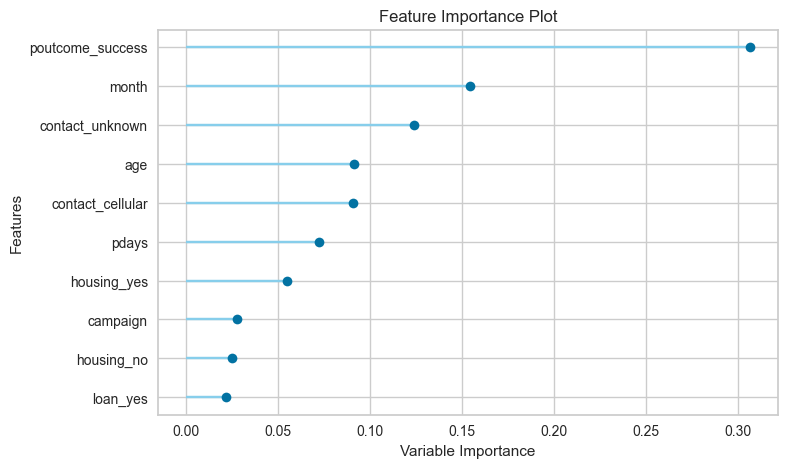 Feature Importance Plot
Features
poutcome_success
month
contact_unknown
age
contact_cellular
pdays
housing_yes
campaign
housing_no
loan_yes
0.00 0.05 0.10 0.15 0.20 0.25 0.30
Variable Importance